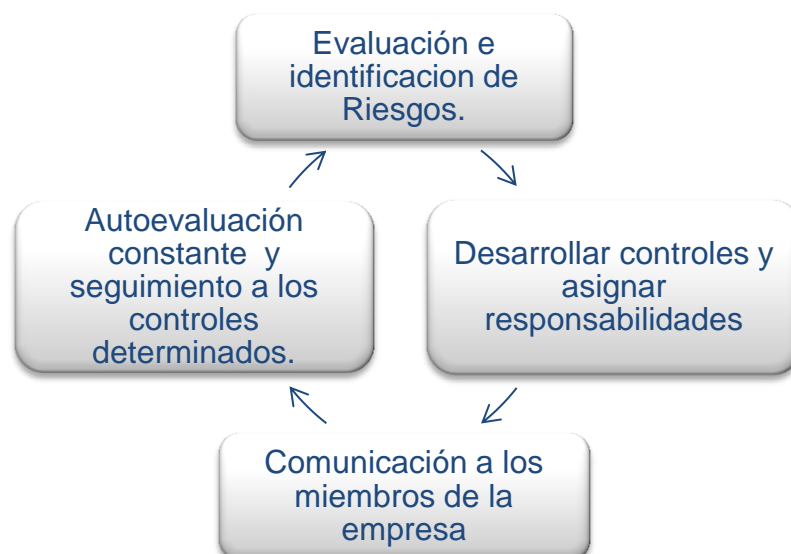 Evaluación e
identificacion de
Riesgos.
Desarrollar controles y
asignar
responsabilidades
Comunicación a los
miembros de la
empresa
Autoevaluación
constante y
seguimiento a los
controles
determinados.